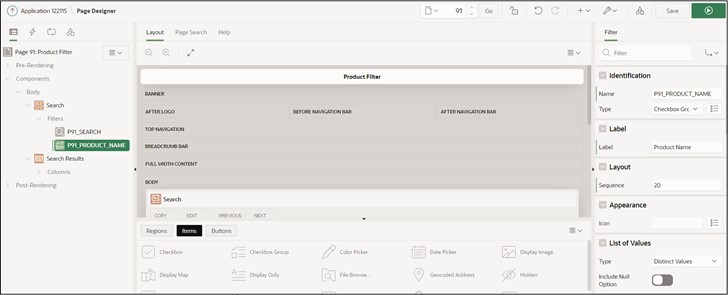 Application 122115 \ Page Designer
91
Go
Save
Page 91: Product Filter
Pre-Rendering
Components
Body
Search
Filters
P91_SEARCH
P91_PRODUCT_NAME
Search Results
Columns
Post-Rendering
Layout Page Search Help
Product Filter
BANNER
AFTER LOGO BEFORE NAVIGATION BAR AFTER NAVIGATION BAR
TOP NAVIGATION
BREADCRUMB BAR
FULL WIDTH CONTENT
BODY
Search
COPY EDIT PREVIOUS NEXT
Regions Items Buttons
Checkbox Checkbox Group Color Picker Date Picker Display Image
Display Map Display Only File Browse... Geocoded Address Hidden
Filter
Filter
Identification
Name P91_PRODUCT_NAME
Type Checkbox Grc
Label
Label Product Name
Layout
Sequence 20
Appearance
Icon
List of Values
Type Distinct Values
Include Null
Option